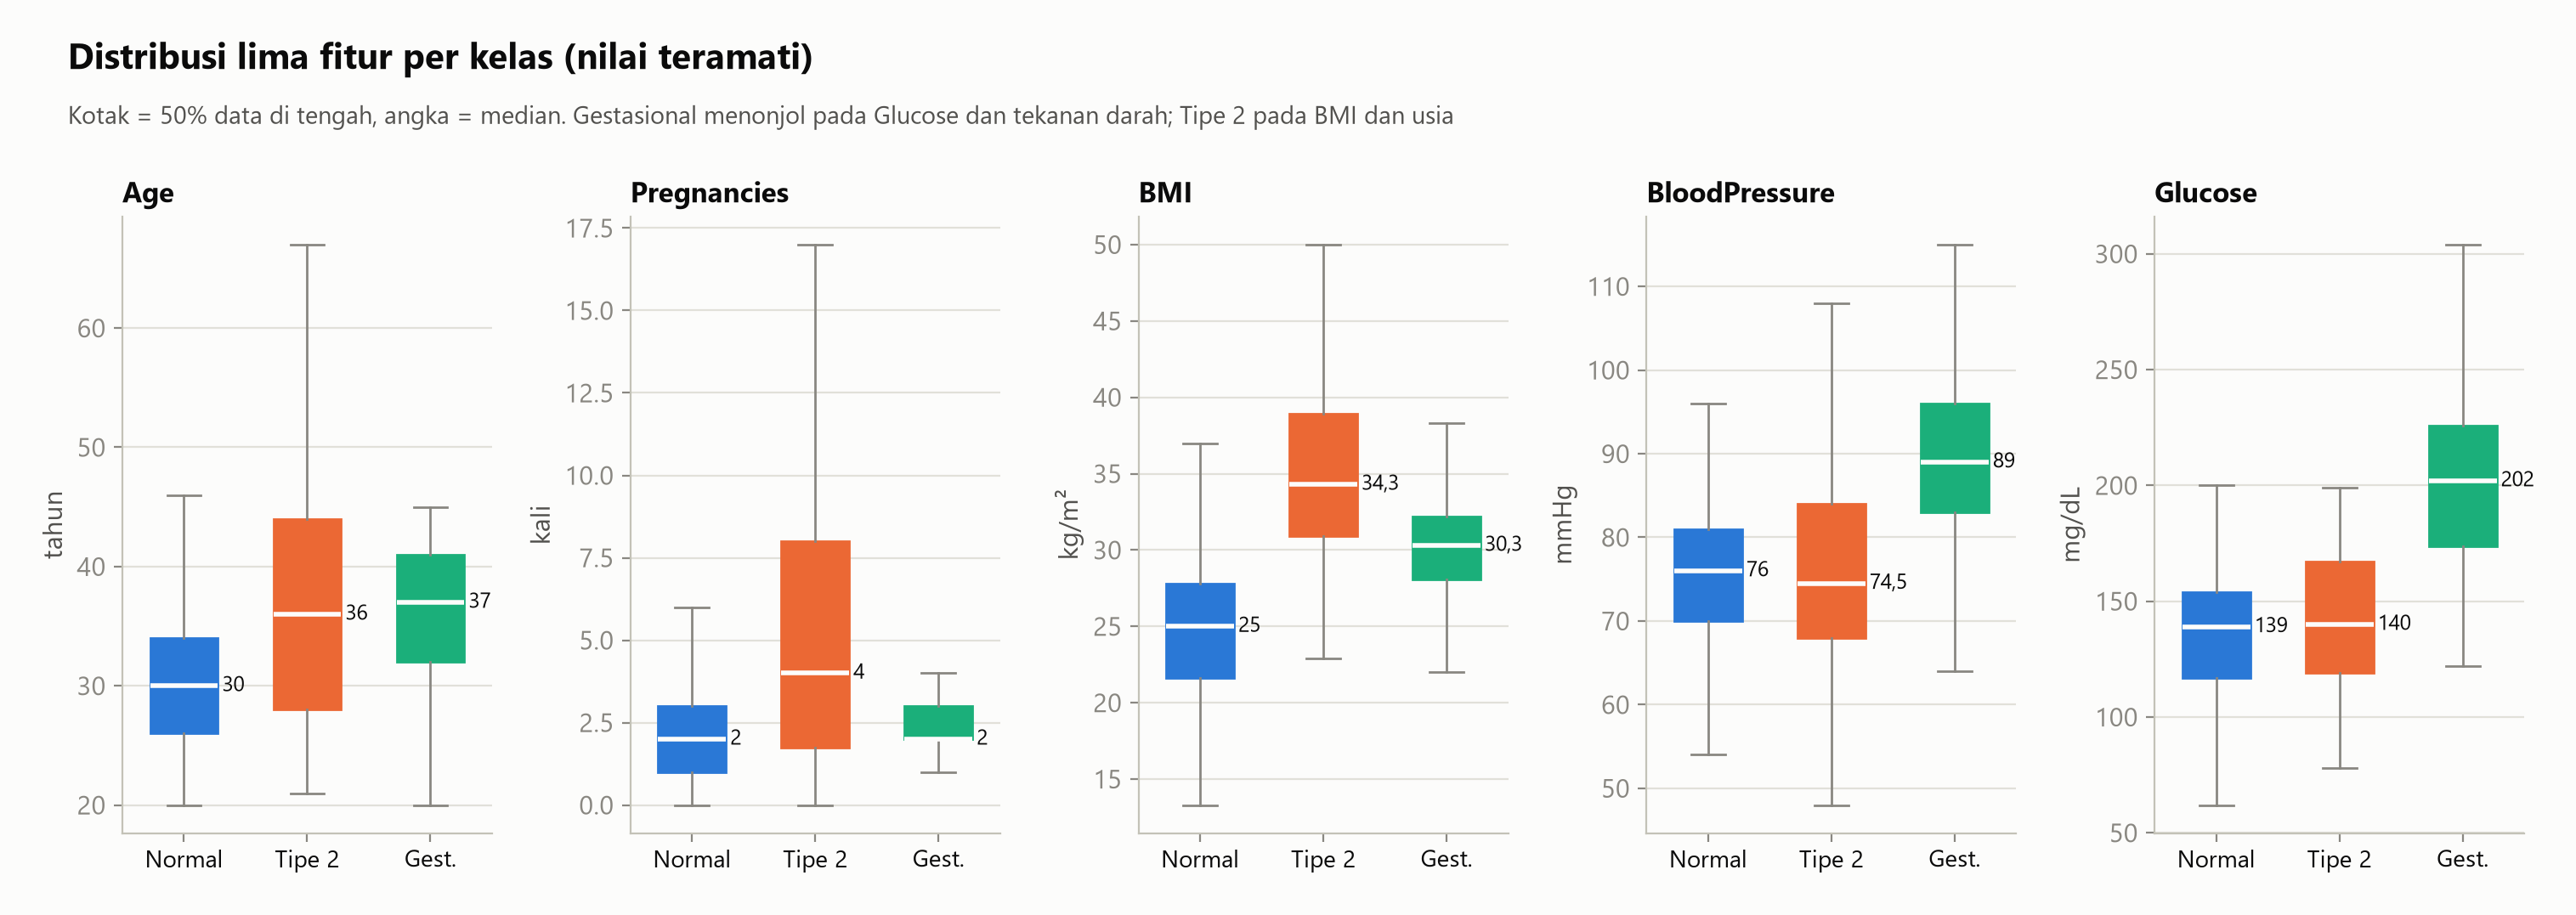 Distribusi lima fitur per kelas (nilai teramati)
Kotak = 50% data di tengah, angka = median. Gestasional menonjol pada Glucose dan tekanan darah; Tipe 2 pada BMI dan usia
Age
tahun
60
50
40
30
20
30
36
37
Normal Tipe 2 Gest.
Pregnancies
kali
17.5
15.0
12.5
10.0
7.5
5.0
2.5
0.0
2
4
2
Normal Tipe 2 Gest.
BMI
kg/m²
50
45
40
35
30
25
20
15
25
34,3
30,3
Normal Tipe 2 Gest.
BloodPressure
mmHg
110
100
90
80
70
60
50
76
74,5
89
Normal Tipe 2 Gest.
Glucose
mg/dL
300
250
200
150
100
50
139
140
202
Normal Tipe 2 Gest.